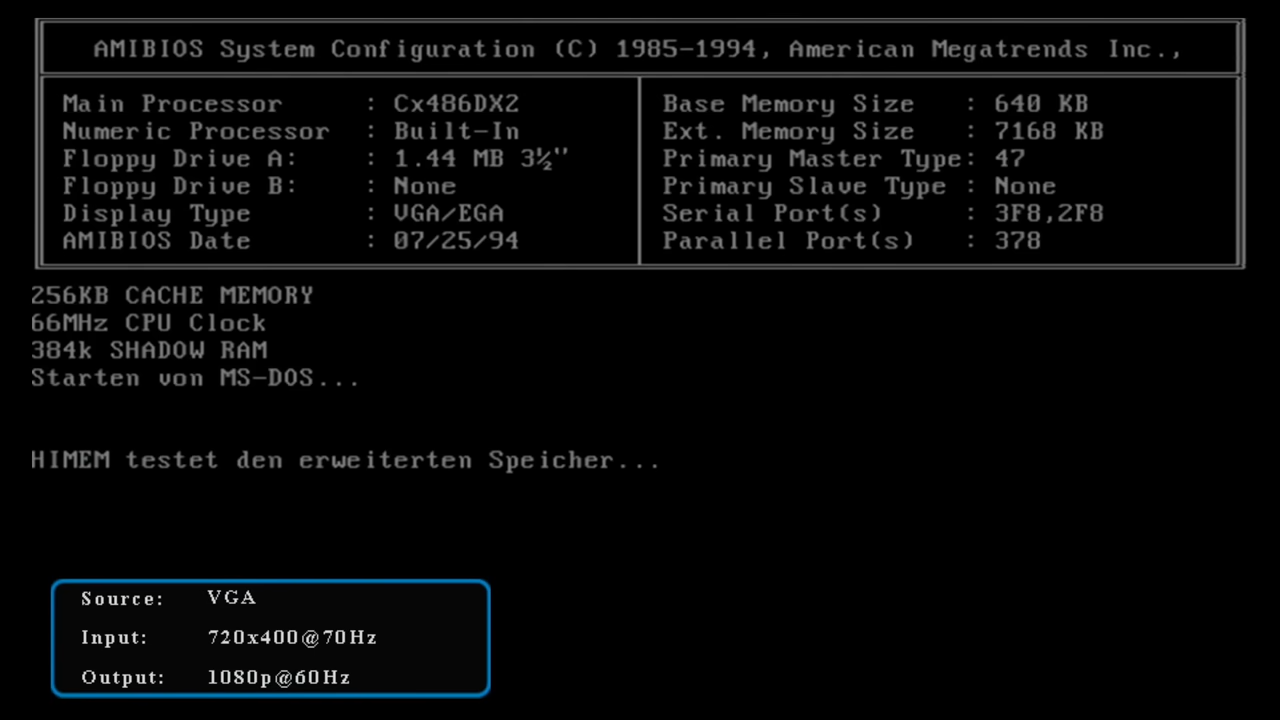 AMIBIOS System Configuration (C) 1985-1994, American Megatrends Inc.,
Main Processor : Cx486DX2 Base Memory Size : 640 KB
Numeric Processor : Built-In Ext. Memory Size : 7168 KB
Floppy Drive A: : 1.44 MB 3½" Primary Master Type: 47
Floppy Drive B: : None Primary Slave Type : None
Display Type : VGA/EGA Serial Port(s) : 3F8,2F8
AMIBIOS Date : 07/25/94 Parallel Port(s) : 378
256KB CACHE MEMORY
66MHz CPU Clock
384k SHADOW RAM
Starten von MS-DOS...
HIMEM testet den erweiterten Speicher...
Source: VGA
Input: 720x400@70Hz
Output: 1080p@60Hz